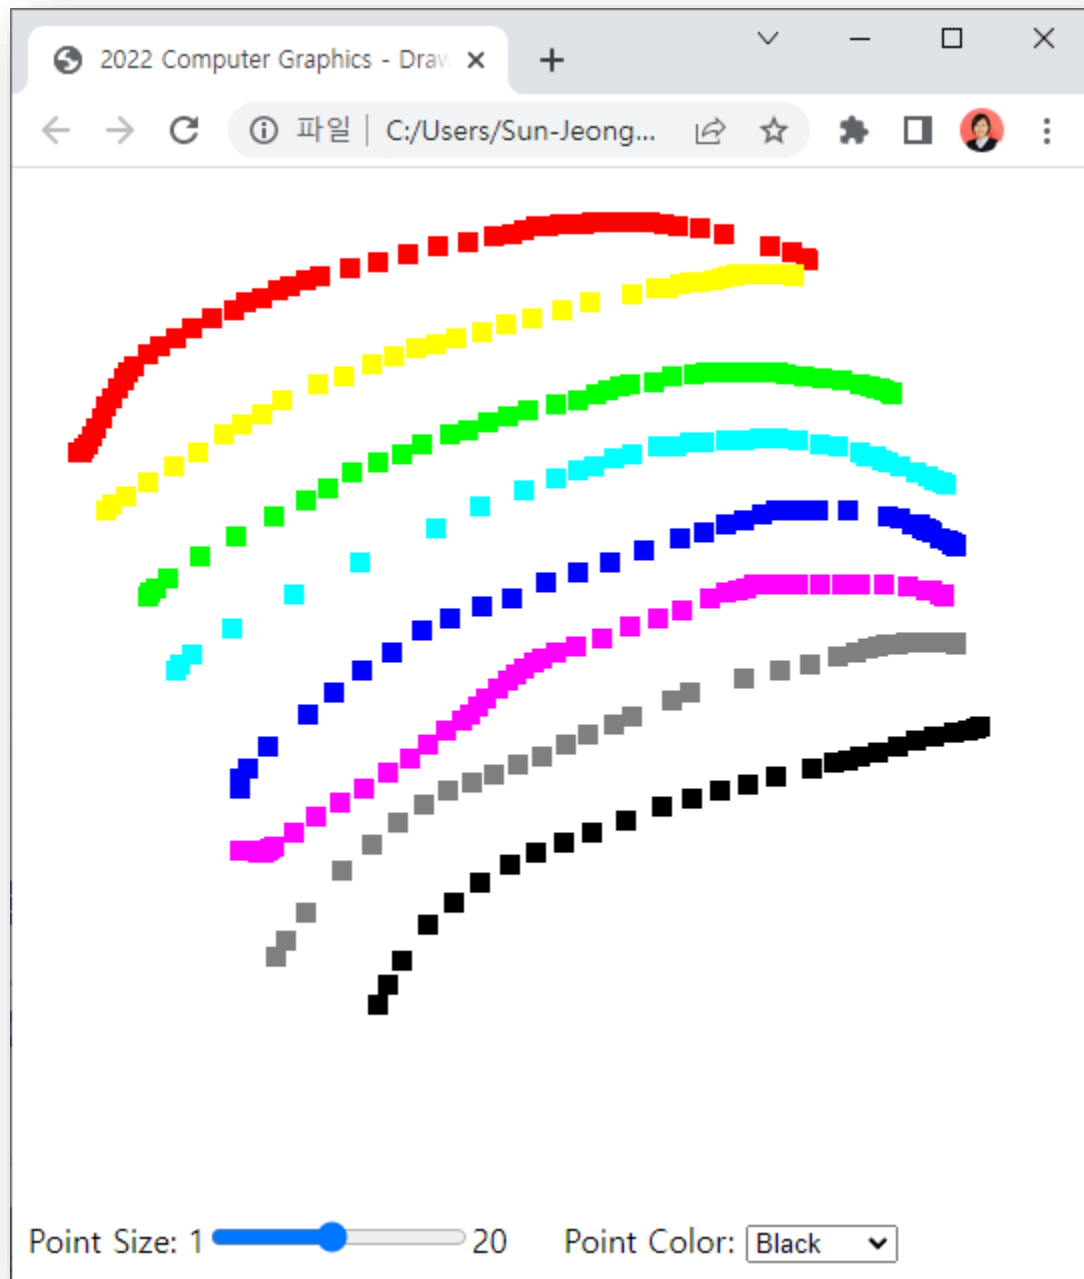 2022 Computer Graphics - Draw
파일 C:/Users/Sun-Jeong...
Point Size: 1 20 Point Color: Black